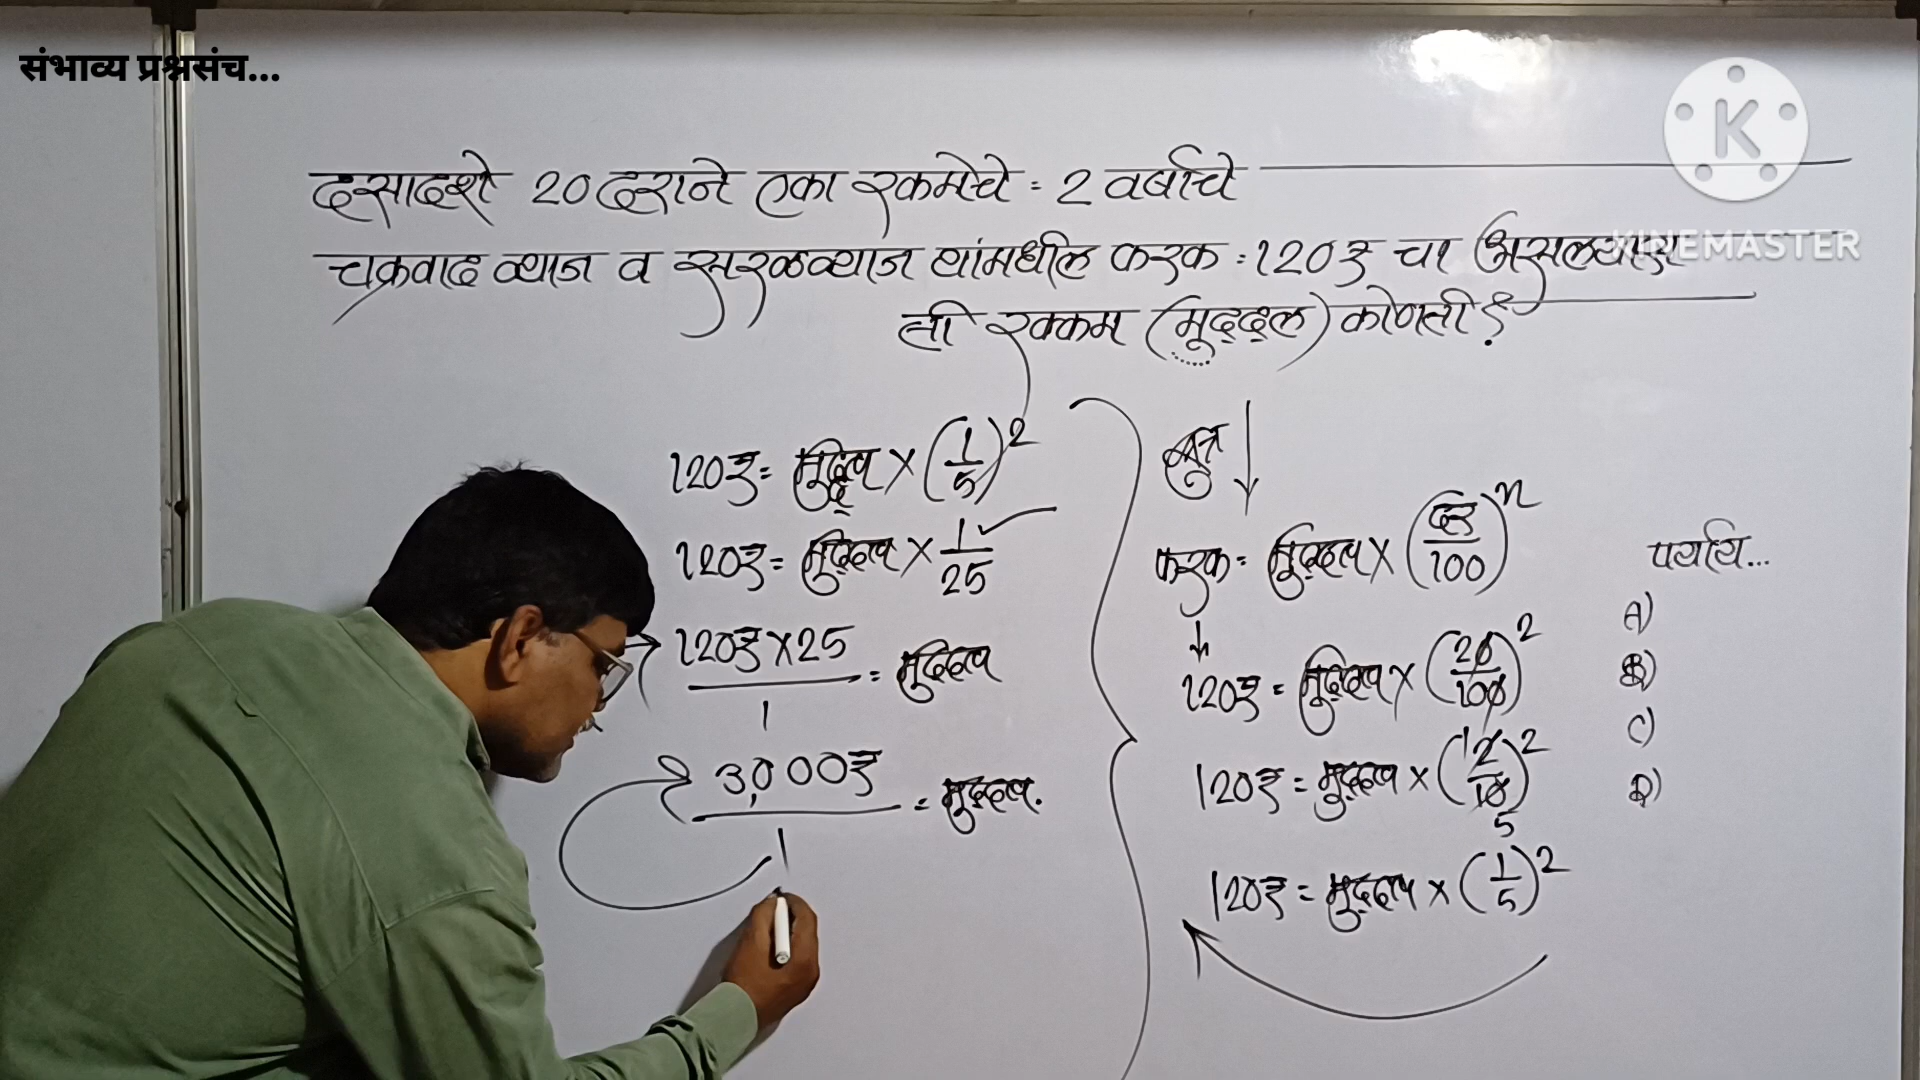 संभाव्य प्रश्नसंच...
K
KINEMASTER
दसादशे 20 दराने एका रकमेचे = 2 वर्षाचे
चक्रवाढ व्याज व सरळव्याज यांमधील फरक = 120₹ चा असल्यास
ती रक्कम (मुद्दल) कोणती?
120₹ = मुद्दल × (1/5)²
120₹ = मुद्दल × 1/25
120₹ × 25 / 1 = मुद्दल
3,000₹ / 1 = मुद्दल.
सुत्र
फरक = मुद्दल × (दर/100)ⁿ
120₹ = मुद्दल × (20/100)²
120₹ = मुद्दल × (2/10)² 1 5
120₹ = मुद्दल × (1/5)²
पर्याय...
A)
B)
C)
D)